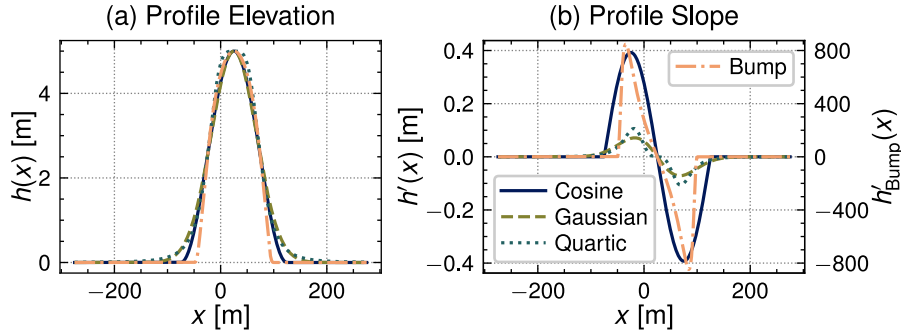 (a) Profile Elevation
h(x) [m]
4
2
0
−200
0
200
x [m]
(b) Profile Slope
h′(x) [m]
0.4
0.2
0.0
−0.2
−0.4
Bump
Cosine
Gaussian
Quartic
800
400
0
−400
−800
h′Bump(x)
−200
0
200
x [m]